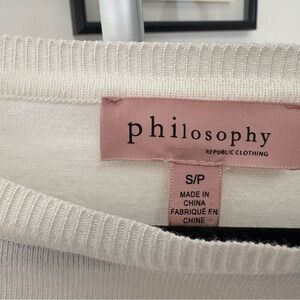 philosophy
REPUBLIC CLOTHING
S/P
MADE IN
CHINA
FABRIQUÉ EN
CHINE